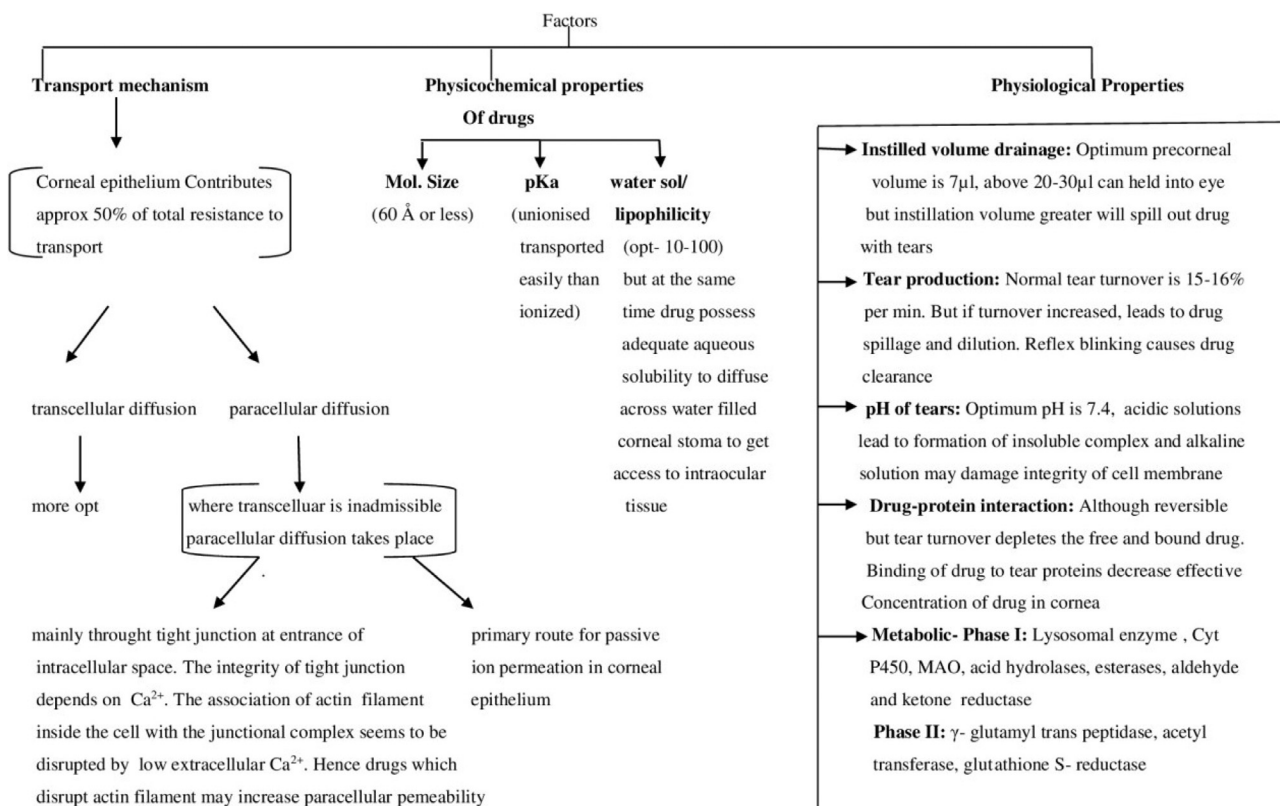 Factors
Transport mechanism
Corneal epithelium Contributes
approx 50% of total resistance to
transport
transcellular diffusion
paracellular diffusion
more opt
where transcelluar is inadmissible
paracellular diffusion takes place
mainly throught tight junction at entrance of
intracellular space. The integrity of tight junction
depends on Ca²⁺. The association of actin filament
inside the cell with the junctional complex seems to be
disrupted by low extracellular Ca²⁺. Hence drugs which
disrupt actin filament may increase paracellular pemeability
primary route for passive
ion permeation in corneal
epithelium
Physicochemical properties
Of drugs
Mol. Size
(60 Å or less)
pKa
(unionised
transported
easily than
ionized)
water sol/
lipophilicity
(opt- 10-100)
but at the same
time drug possess
adequate aqueous
solubility to diffuse
across water filled
corneal stoma to get
access to intraocular
tissue
Physiological Properties
Instilled volume drainage: Optimum precorneal
volume is 7µl, above 20-30µl can held into eye
but instillation volume greater will spill out drug
with tears
Tear production: Normal tear turnover is 15-16%
per min. But if turnover increased, leads to drug
spillage and dilution. Reflex blinking causes drug
clearance
pH of tears: Optimum pH is 7.4, acidic solutions
lead to formation of insoluble complex and alkaline
solution may damage integrity of cell membrane
Drug-protein interaction: Although reversible
but tear turnover depletes the free and bound drug.
Binding of drug to tear proteins decrease effective
Concentration of drug in cornea
Metabolic- Phase I: Lysosomal enzyme , Cyt
P450, MAO, acid hydrolases, esterases, aldehyde
and ketone reductase
Phase II: γ- glutamyl trans peptidase, acetyl
transferase, glutathione S- reductase